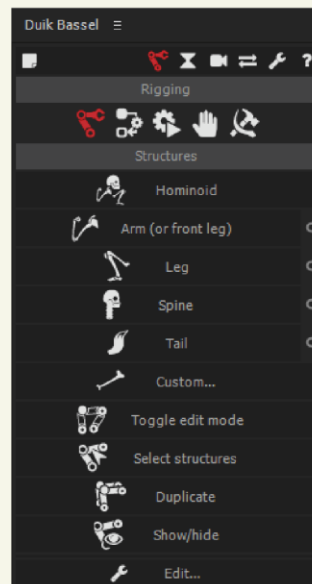 Duik Bassel
?
Rigging
Structures
Hominoid
Arm (or front leg)
Leg
Spine
Tail
Custom...
Toggle edit mode
Select structures
Duplicate
Show/hide
Edit...